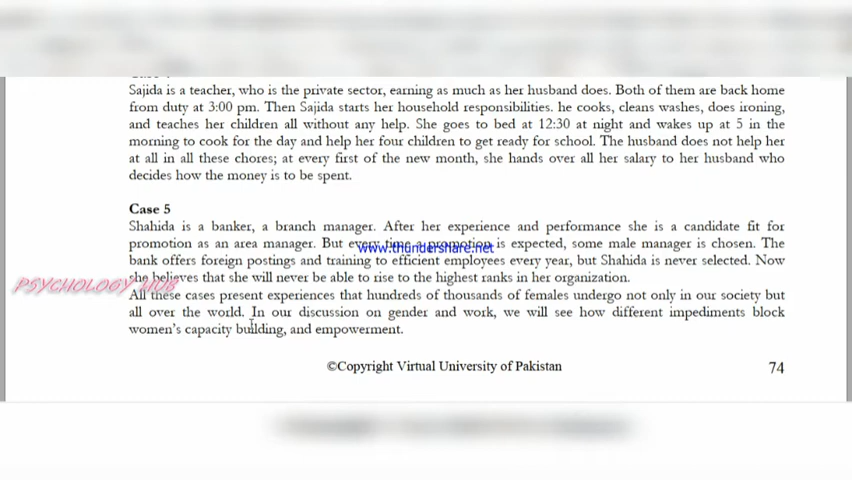 Sajida is a teacher, who is the private sector, earning as much as her husband does. Both of them are back home
from duty at 3:00 pm. Then Sajida starts her household responsibilities. he cooks, cleans washes, does ironing,
and teaches her children all without any help. She goes to bed at 12:30 at night and wakes up at 5 in the
morning to cook for the day and help her four children to get ready for school. The husband does not help her
at all in all these chores; at every first of the new month, she hands over all her salary to her husband who
decides how the money is to be spent.
Case 5
Shahida is a banker, a branch manager. After her experience and performance she is a candidate fit for
promotion as an area manager. But every time a promotion is expected, some male manager is chosen. The
www.thundershare.net
bank offers foreign postings and training to efficient employees every year, but Shahida is never selected. Now
she believes that she will never be able to rise to the highest ranks in her organization.
PSYCHOLOGY HUB
All these cases present experiences that hundreds of thousands of females undergo not only in our society but
all over the world. In our discussion on gender and work, we will see how different impediments block
women's capacity building, and empowerment.
©Copyright Virtual University of Pakistan
74